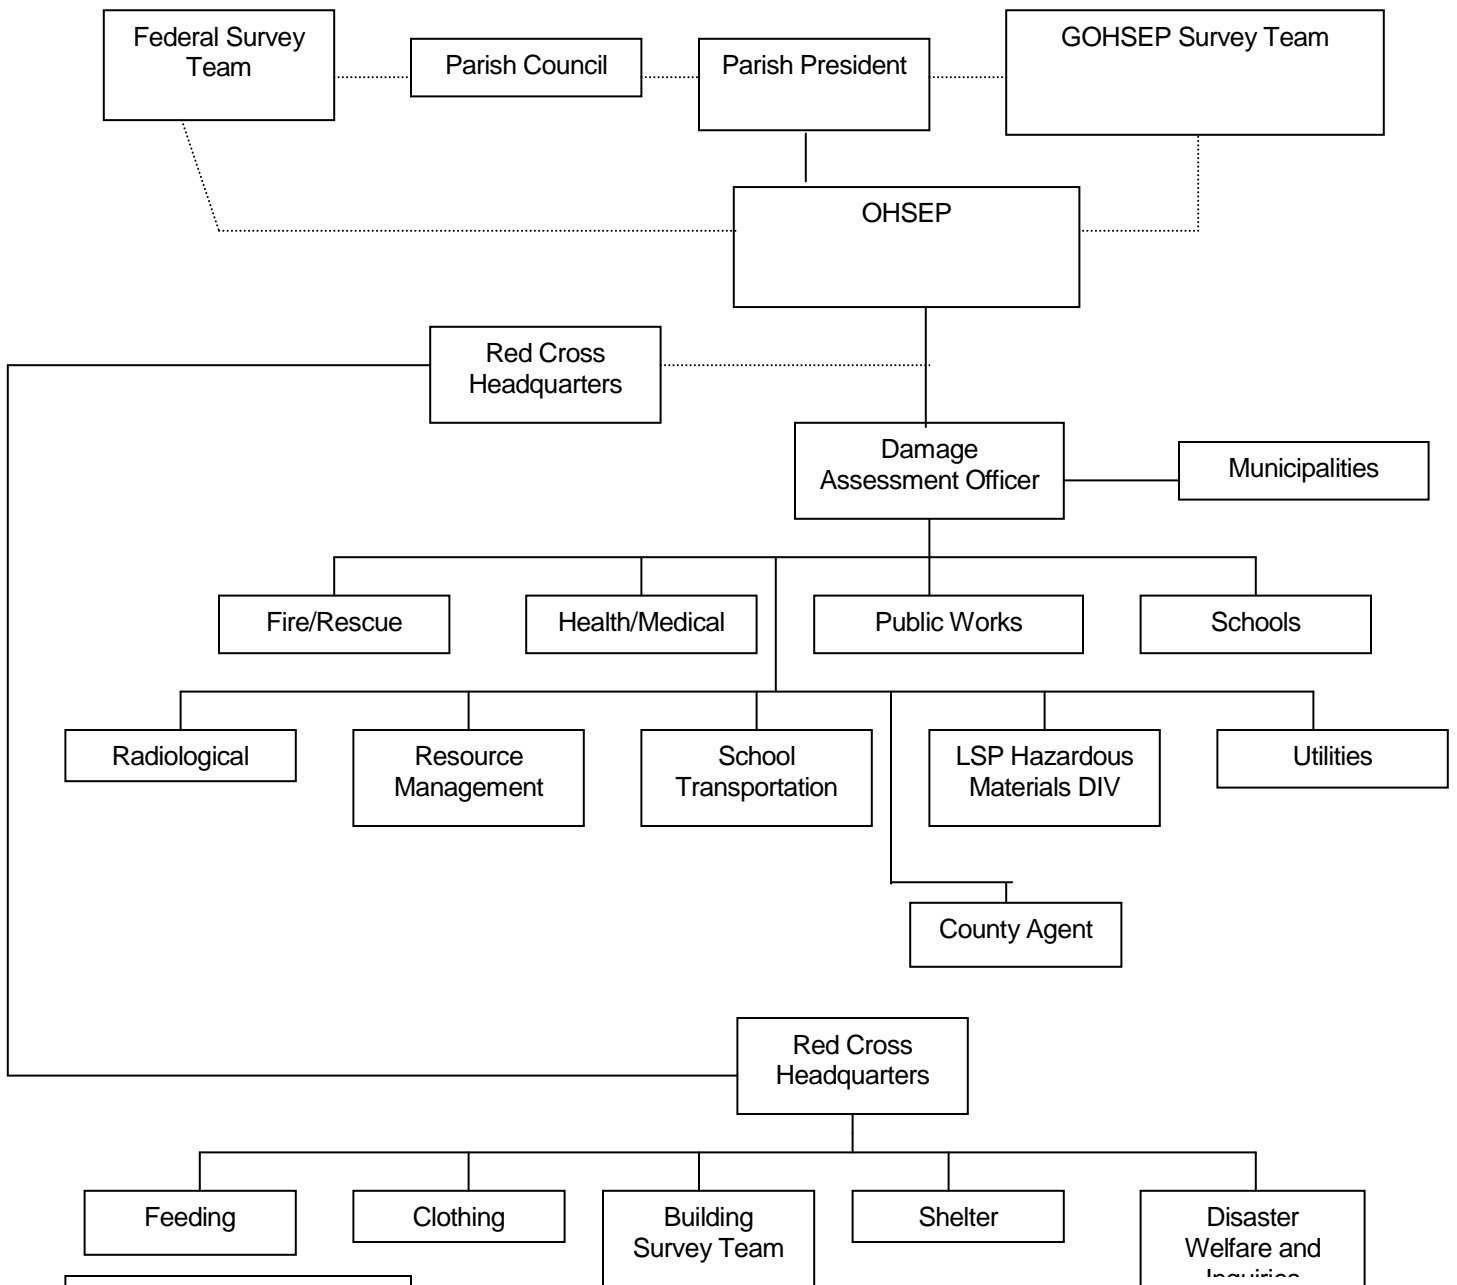 Federal Survey
Team
Parish Council
Parish President
GOHSEP Survey Team
OHSEP
Red Cross
Headquarters
Damage
Assessment Officer
Municipalities
Fire/Rescue
Health/Medical
Public Works
Schools
Radiological
Resource
Management
School
Transportation
LSP Hazardous
Materials DIV
Utilities
County Agent
Red Cross
Headquarters
Feeding
Clothing
Building
Survey Team
Shelter
Disaster
Welfare and
Inquiries